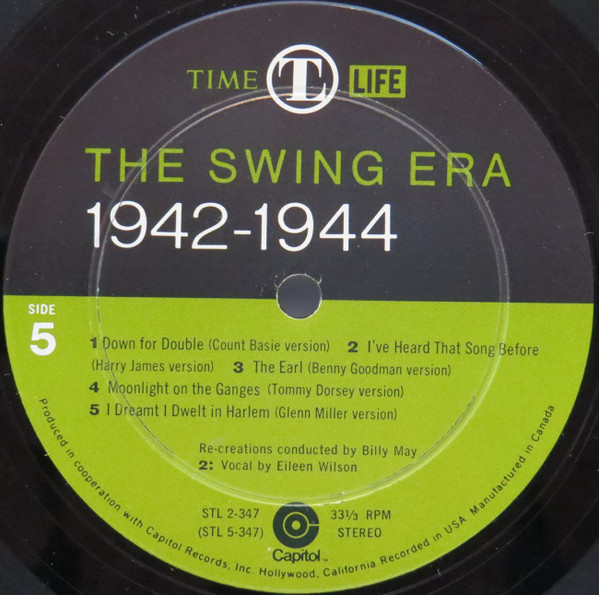 TIME TL LIFE
THE SWING ERA
1942-1944
SIDE
5
1 Down for Double (Count Basie version) 2 I've Heard That Song Before
(Harry James version) 3 The Earl (Benny Goodman version)
4 Moonlight on the Ganges (Tommy Dorsey version)
5 I Dreamt I Dwelt in Harlem (Glenn Miller version)
Re-creations conducted by Billy May
2: Vocal by Eileen Wilson
STL 2-347 33⅓ RPM
(STL 5-347) STEREO
Capitol™
Produced in cooperation with Capitol Records, Inc. Hollywood, California Recorded in USA Manufactured in Canada